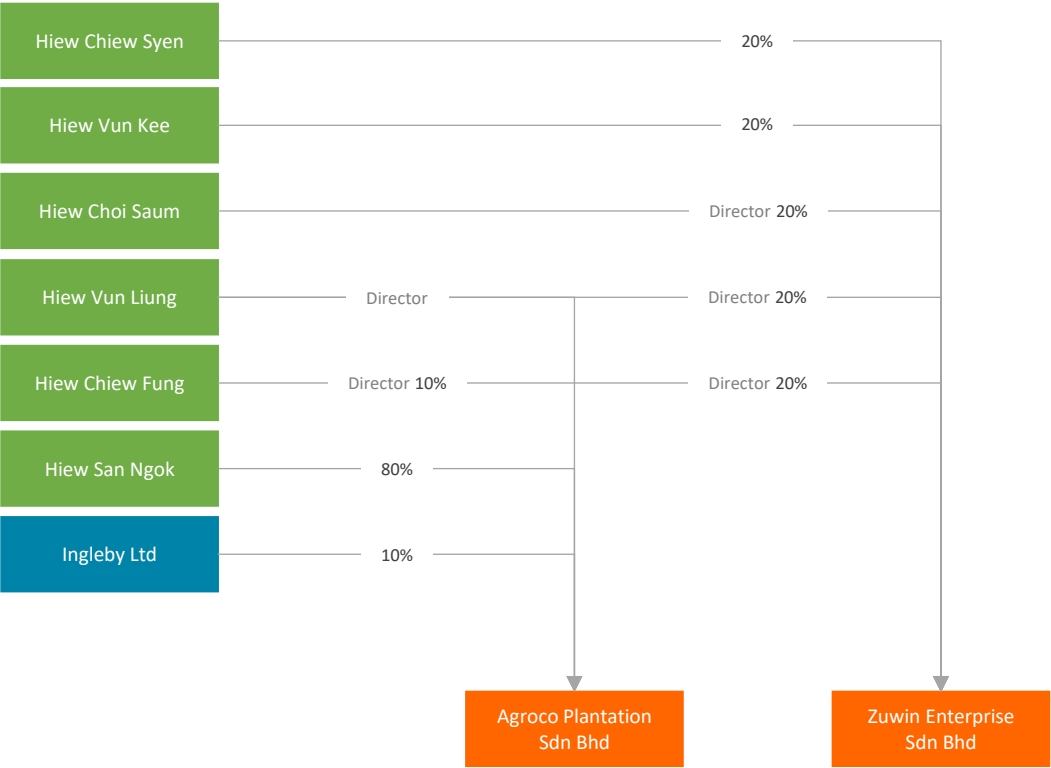 Hiew Chiew Syen
20%
Hiew Vun Kee
20%
Hiew Choi Saum
Director 20%
Hiew Vun Liung
Director
Director 20%
Hiew Chiew Fung
Director 10%
Director 20%
Hiew San Ngok
80%
Ingleby Ltd
10%
Agroco Plantation
Sdn Bhd
Zuwin Enterprise
Sdn Bhd